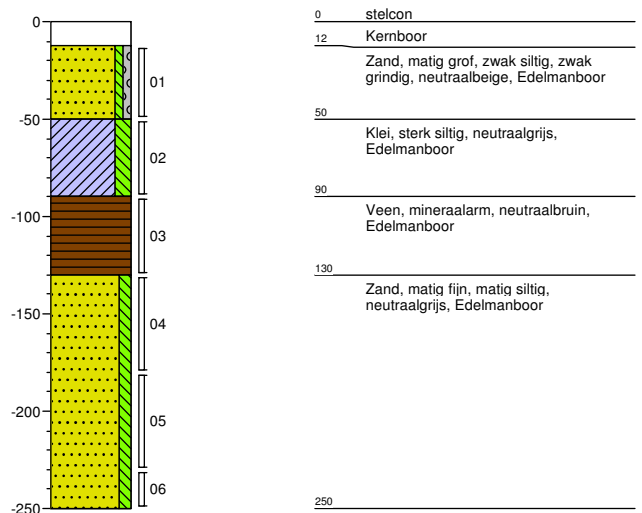 0
-50
-100
-150
-200
-250
01
02
03
04
05
06
0 stelcon
12 Kernboor
Zand, matig grof, zwak siltig, zwak
grindig, neutraalbeige, Edelmanboor
50
Klei, sterk siltig, neutraalgrijs,
Edelmanboor
90
Veen, mineraalarm, neutraalbruin,
Edelmanboor
130
Zand, matig fijn, matig siltig,
neutraalgrijs, Edelmanboor
250